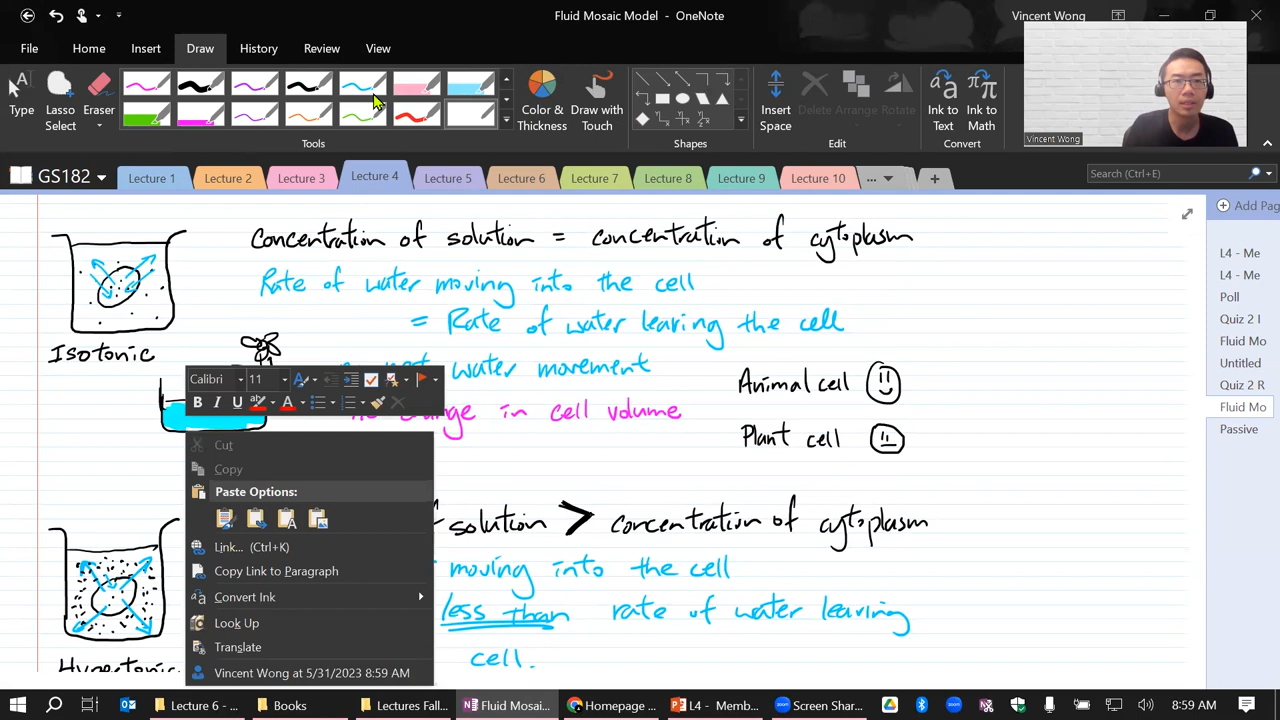 Fluid Mosaic Model - OneNote
Vincent Wong
File Home Insert Draw History Review View
Type
Lasso Select
Eraser
Color & Thickness
Draw with Touch
Insert Space
Delete
Arrange
Rotate
Ink to Text
Ink to Math
Tools
Shapes
Edit
Convert
Vincent Wong
GS182
Lecture 1 Lecture 2 Lecture 3 Lecture 4 Lecture 5 Lecture 6 Lecture 7 Lecture 8 Lecture 9 Lecture 10 ...
Search (Ctrl+E)
Add Pag
L4 - Me
L4 - Me
Poll
Quiz 2 I
Fluid Mo
Untitled
Quiz 2 R
Fluid Mo
Passive
Concentration of solution = concentration of cytoplasm
Rate of water moving into the cell
= Rate of water leaving the cell
Isotonic
net water movement
Animal cell
in cell volume
Plant cell
Calibri 11
B I U A
Cut
Copy
Paste Options:
Link... (Ctrl+K)
Copy Link to Paragraph
Convert Ink
Look Up
Translate
Vincent Wong at 5/31/2023 8:59 AM
solution > concentration of cytoplasm
moving into the cell
less than rate of water leaving
cell.
Hypertonic
Lecture 6 - ...
Books
Lectures Fall...
Fluid Mosai...
Homepage ...
L4 - Memb...
Screen Shar...
8:59 AM